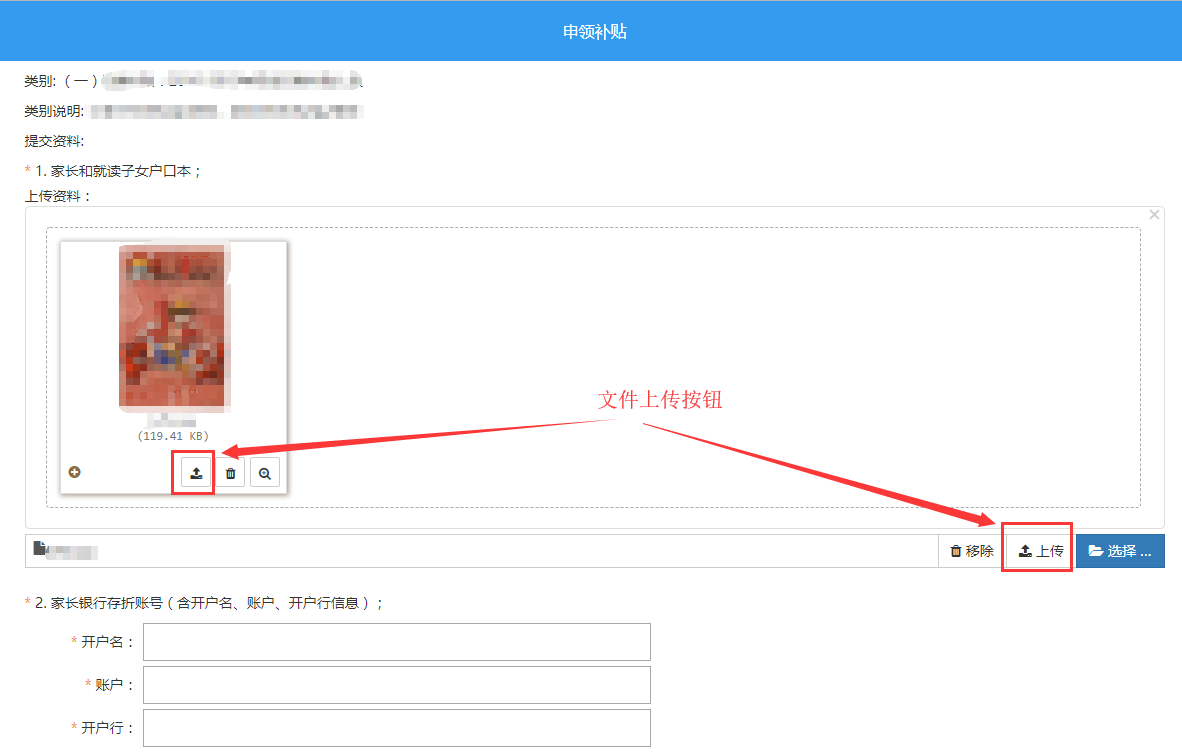 申领补贴
类别:（一）
类别说明:
提交资料:
* 1. 家长和就读子女户口本；
上传资料：
×
文件上传按钮
(119.41 KB)
移除
上传
选择 ...
* 2. 家长银行存折账号（含开户名、账户、开户行信息）；
* 开户名：
* 账户：
* 开户行：